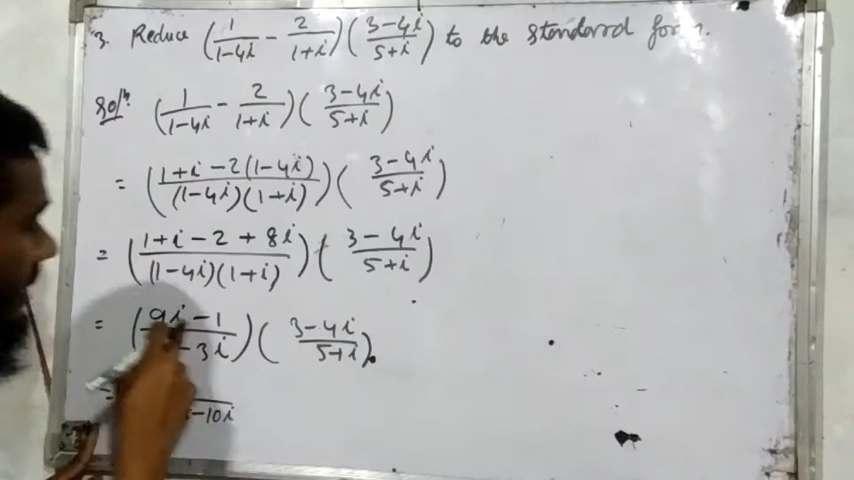 3. Reduce (1/1-4i - 2/1+i)(3-4i/5+i) to the standard form.
Solⁿ. (1/1-4i - 2/1+i)(3-4i/5+i)
= (1+i-2(1-4i)/(1-4i)(1+i))(3-4i/5+i)
= (1+i-2+8i/(1-4i)(1+i))(3-4i/5+i)
= (9i-1/-3i)(3-4i/5+i)
= -10i